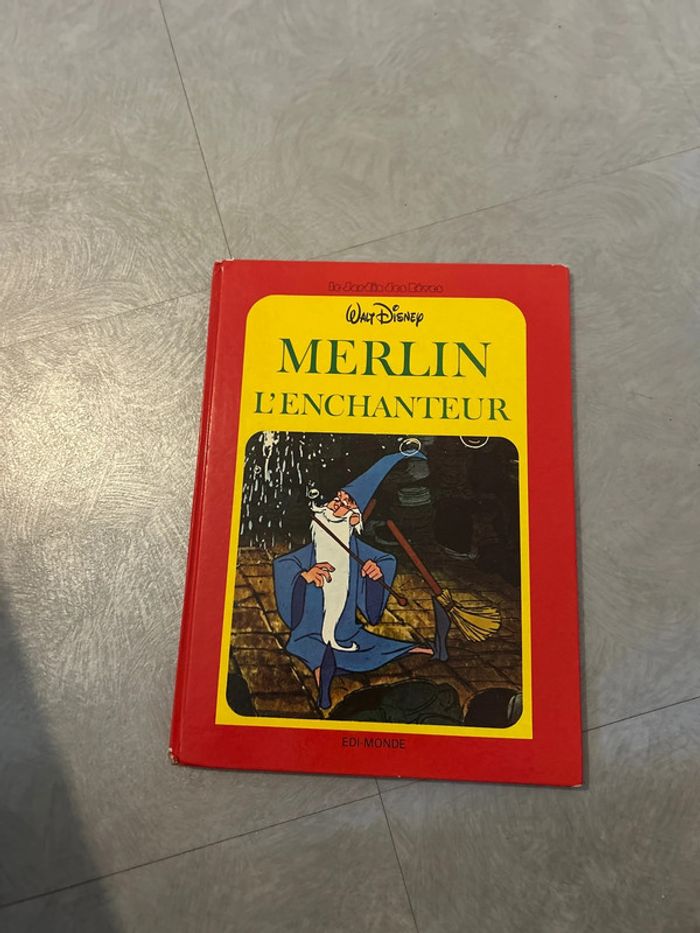 Le Jardin des Rêves
WALT DISNEY
MERLIN
L'ENCHANTEUR
EDI-MONDE